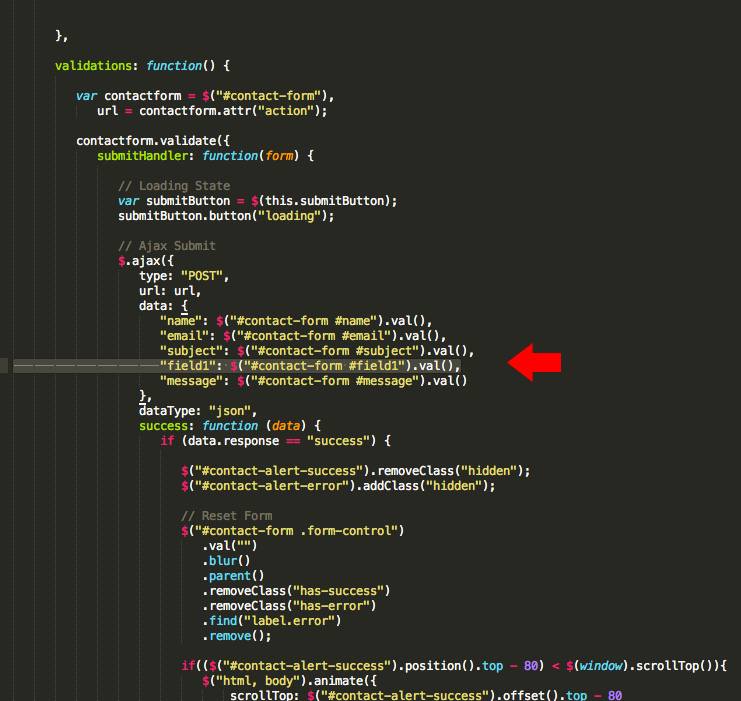 },
validations: function() {
var contactform = $("#contact-form"),
url = contactform.attr("action");
contactform.validate({
submitHandler: function(form) {
// Loading State
var submitButton = $(this.submitButton);
submitButton.button("loading");
// Ajax Submit
$.ajax({
type: "POST",
url: url,
data: {
"name": $("#contact-form #name").val(),
"email": $("#contact-form #email").val(),
"subject": $("#contact-form #subject").val(),
"field1": $("#contact-form #field1").val(),
"message": $("#contact-form #message").val()
},
dataType: "json",
success: function (data) {
if (data.response == "success") {
$("#contact-alert-success").removeClass("hidden");
$("#contact-alert-error").addClass("hidden");
// Reset Form
$("#contact-form .form-control")
.val("")
.blur()
.parent()
.removeClass("has-success")
.removeClass("has-error")
.find("label.error")
.remove();
if(($("#contact-alert-success").position().top - 80) < $(window).scrollTop()){
$("html, body").animate({
scrollTop: $("#contact-alert-success").offset().top - 80